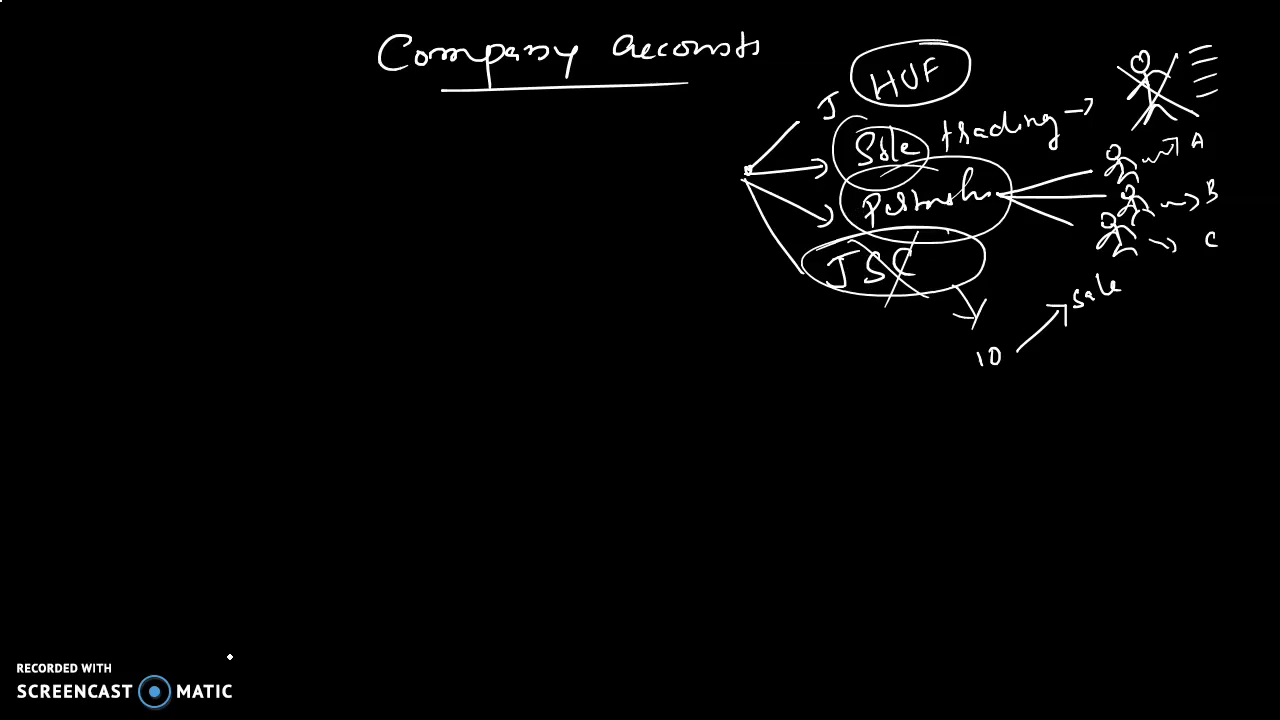 Company Accounts
J HUF
Sole trading
A
Partnership
B
JSC
C
10
Sale
RECORDED WITH
SCREENCAST MATIC